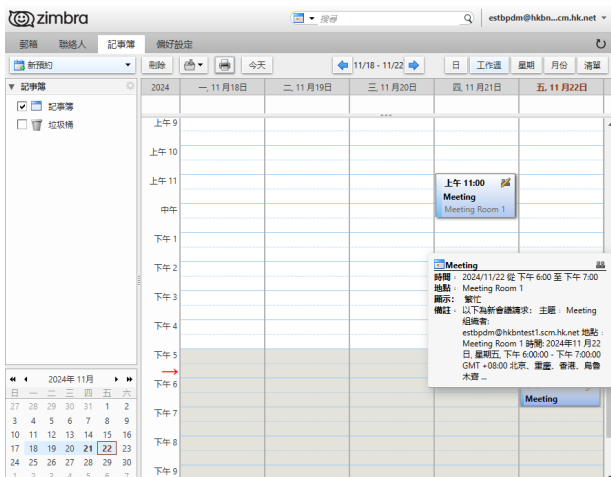 zimbra
搜尋
estbpdm@hkbn...cm.hk.net
郵箱 聯絡人 記事簿 偏好設定
新預約 刪除 今天 11/18 - 11/22 日 工作週 星期 月份 清單
記事簿
記事簿
垃圾桶
2024 一, 11 月18日 二, 11 月19日 三, 11 月20日 四, 11 月21日 五, 11 月22日
上午 9
上午 10
上午 11
中午
下午 1
下午 2
下午 3
下午 4
下午 5
下午 6
下午 7
下午 8
下午 9
上午 11:00
Meeting
Meeting Room 1
Meeting
時間: 2024/11/22 從 下午 6:00 至 下午 7:00
地點: Meeting Room 1
顯示: 繁忙
備註: 以下為新會議請求: 主題: Meeting
組織者:
estbpdm@hkbntest1.scm.hk.net 地點:
Meeting Room 1 時間: 2024年11 月22
日, 星期五, 下午 6:00:00 - 下午 7:00:00
GMT +08:00 北京、重慶、香港、烏魯
木齊 ...
Meeting
2024年 11月
日 一 二 三 四 五 六
27 28 29 30 31 1 2
3 4 5 6 7 8 9
10 11 12 13 14 15 16
17 18 19 20 21 22 23
24 25 26 27 28 29 30
1 2 3 4 5 6 7